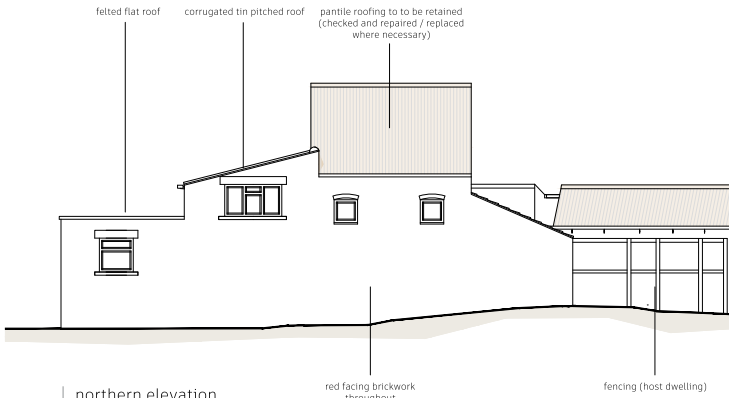 felted flat roof
corrugated tin pitched roof
pantile roofing to to be retained
(checked and repaired / replaced
where necessary)
red facing brickwork
throughout
fencing (host dwelling)
northern elevation